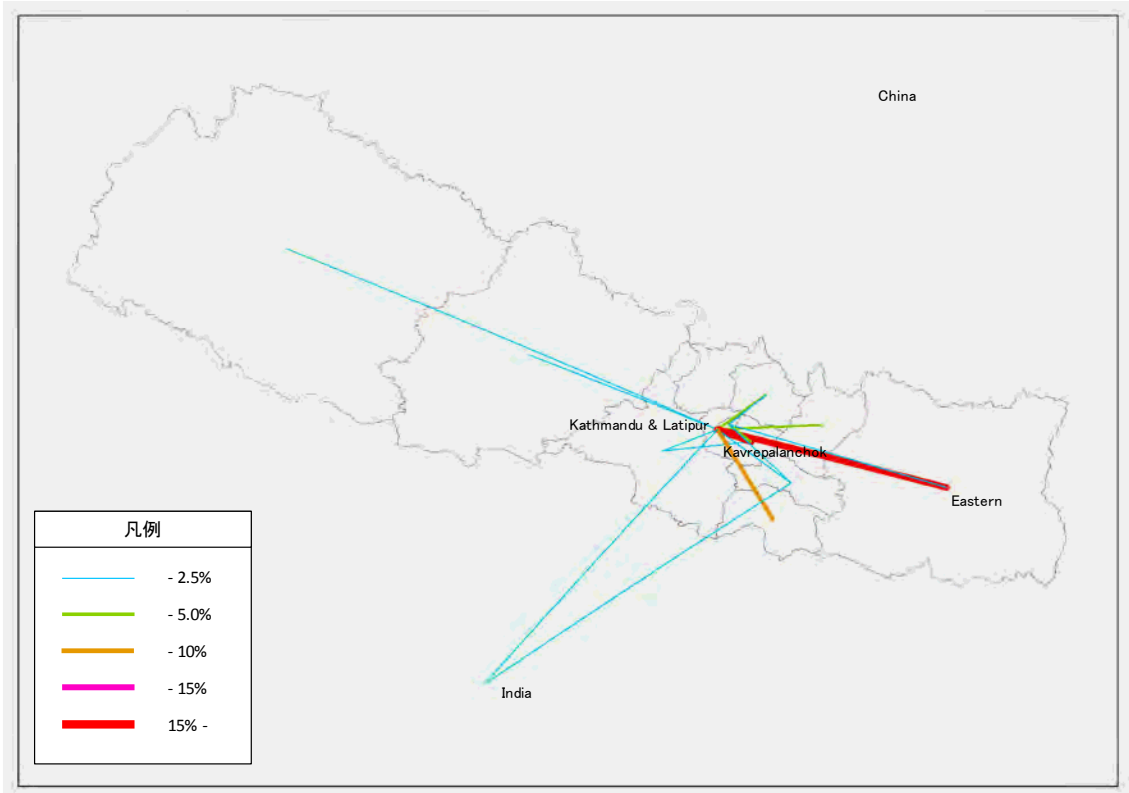 China
Kathmandu & Latipur
Kavrepalanchok
Eastern
India
凡例
- 2.5%
- 5.0%
- 10%
- 15%
15% -